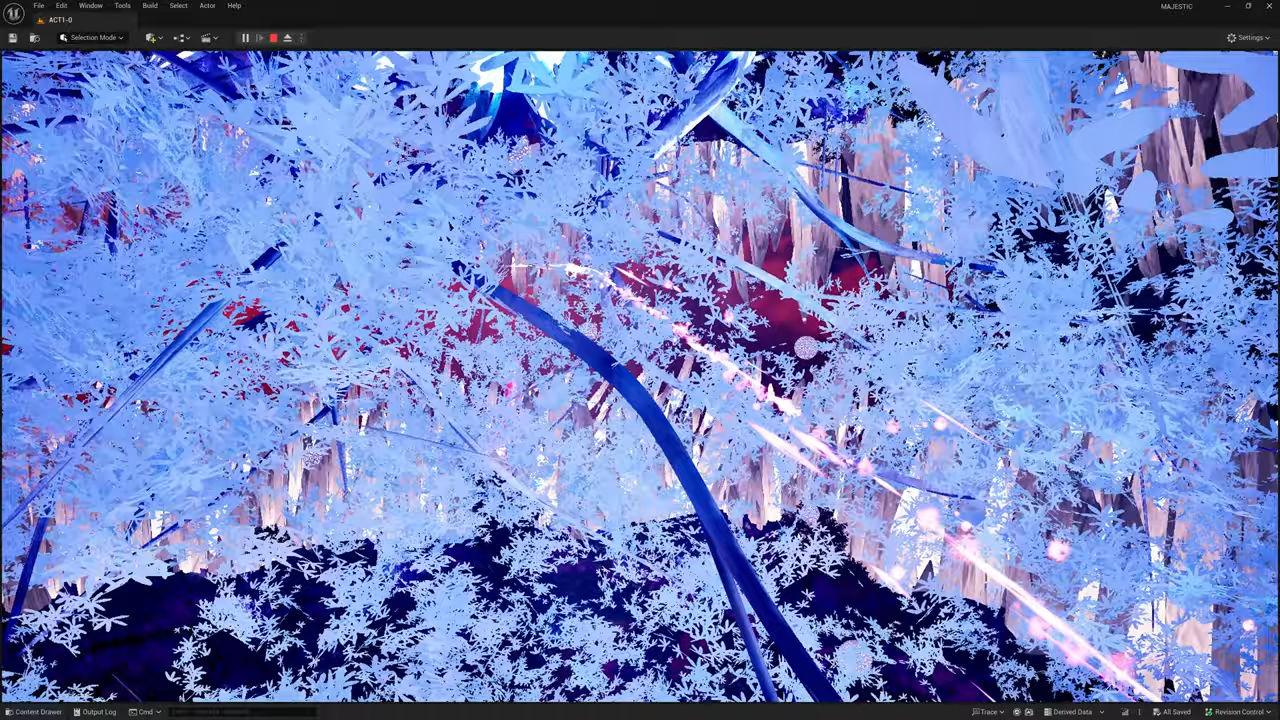 File Edit Window Tools Build Select Actor Help
MAJESTIC
ACT1-0
Selection Mode
Settings
Content Drawer Output Log Cmd
Trace Derived Data All Saved Revision Control